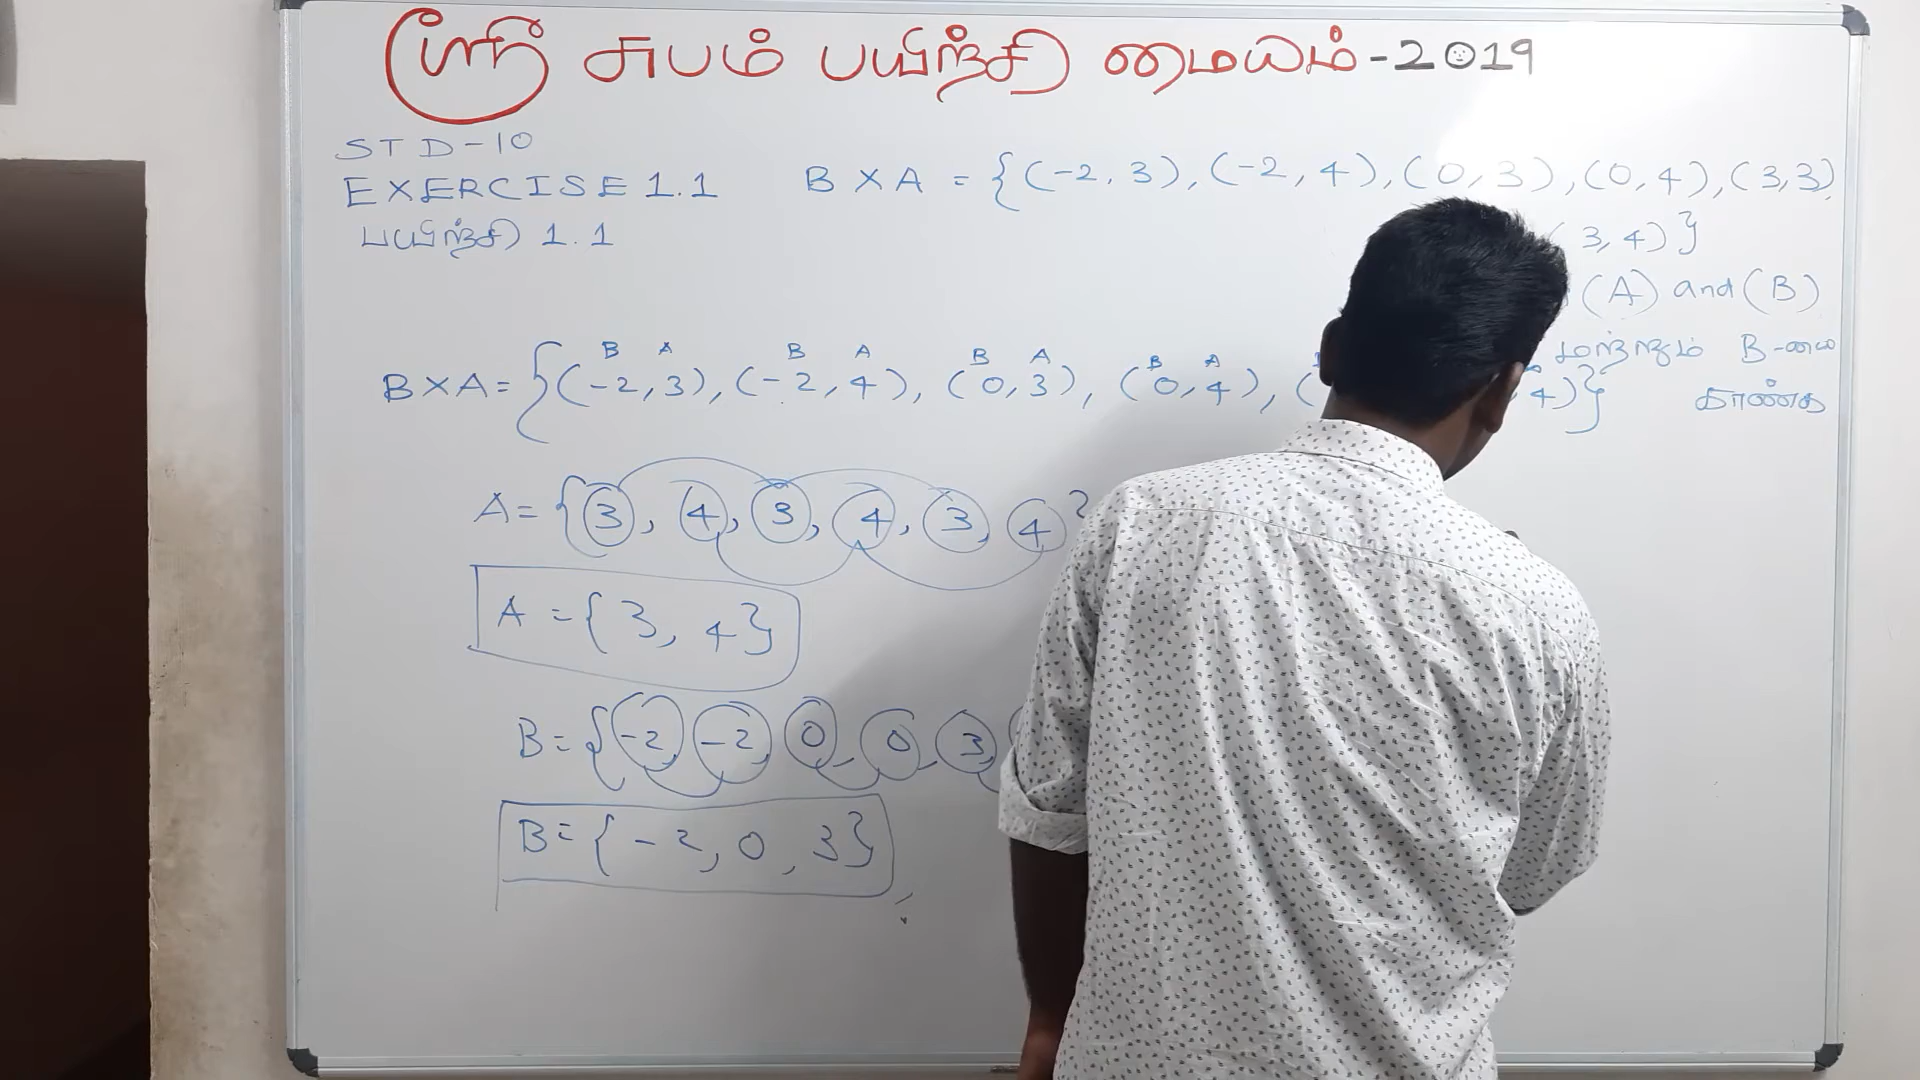 ஸ்ரீ சுபம் பயிற்சி மையம்-2019
STD-10
EXERCISE 1.1
பயிற்சி 1.1
B X A = {(-2, 3), (-2, 4), (0, 3), (0, 4), (3,3),
3, 4)}
(A) and (B)
மற்றும் B-யை
காண்க
B A B A B A B A
B X A = {(-2, 3), (-2, 4), (0, 3), (0, 4), ( 4)}
A = {3, 4, 3, 4, 3, 4}
A = {3, 4}
B = {-2, -2, 0, 0, 3
B = {-2, 0, 3}